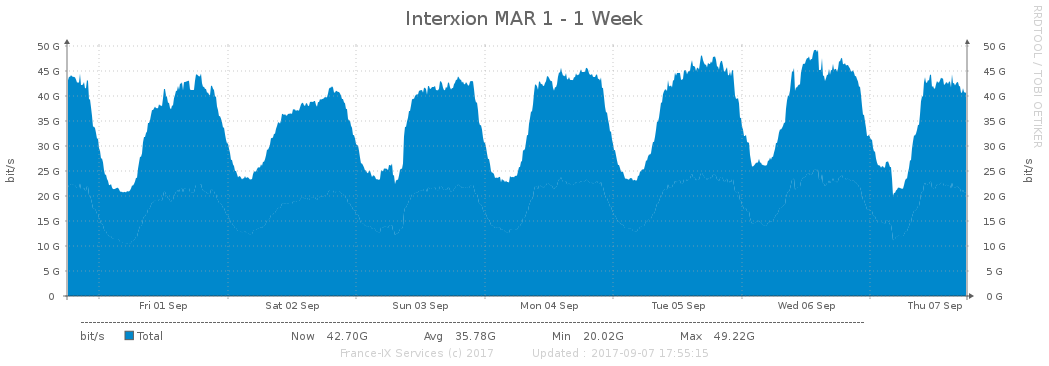 Interxion MAR 1 - 1 Week
RRDTOOL / TOBI OETIKER
50 G 50 G
45 G 45 G
40 G 40 G
35 G 35 G
30 G 30 G
25 G 25 G
20 G 20 G
15 G 15 G
10 G 10 G
5 G 5 G
0 0 G
bit/s bit/s
Fri 01 Sep Sat 02 Sep Sun 03 Sep Mon 04 Sep Tue 05 Sep Wed 06 Sep Thu 07 Sep
bit/s Total Now 42.70G Avg 35.78G Min 20.02G Max 49.22G
France-IX Services (c) 2017 Updated : 2017-09-07 17:55:15